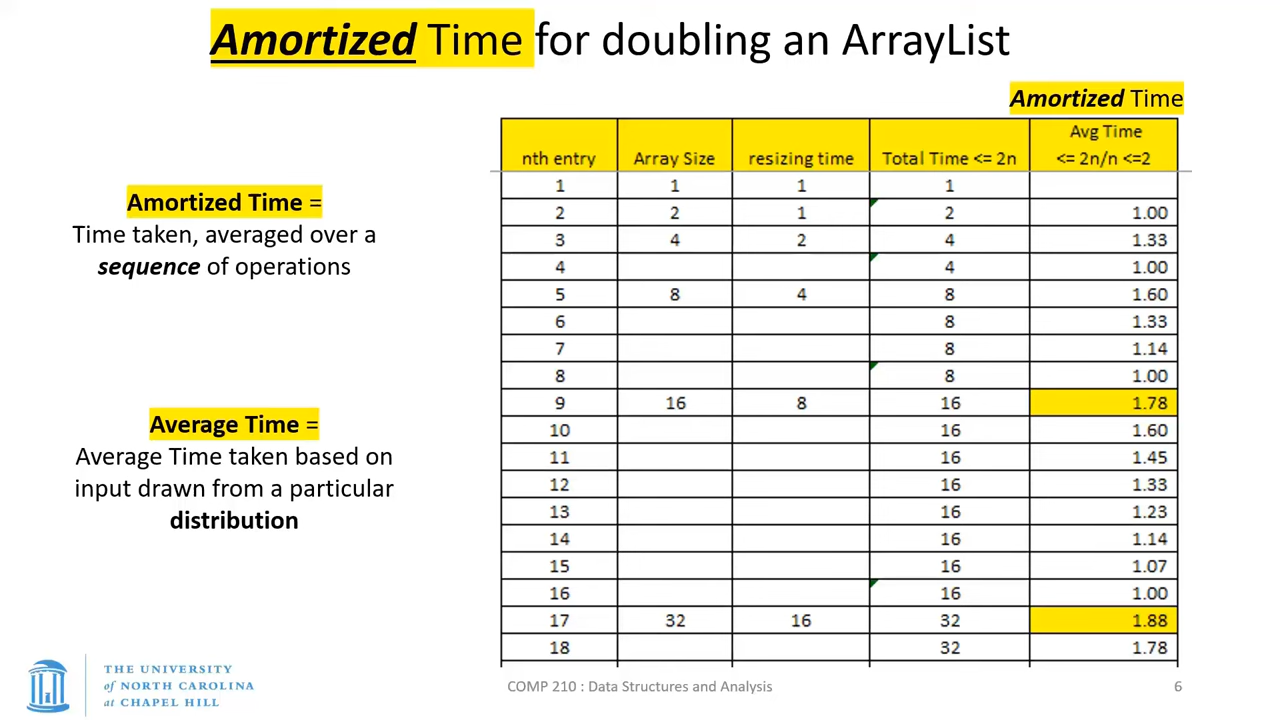 Amortized Time for doubling an ArrayList
Amortized Time
Amortized Time =
Time taken, averaged over a
sequence of operations
Average Time =
Average Time taken based on
input drawn from a particular
distribution
Avg Time
nth entry Array Size resizing time Total Time <= 2n <= 2n/n <=2
1 1 1 1
2 2 1 2 1.00
3 4 2 4 1.33
4 4 1.00
5 8 4 8 1.60
6 8 1.33
7 8 1.14
8 8 1.00
9 16 8 16 1.78
10 16 1.60
11 16 1.45
12 16 1.33
13 16 1.23
14 16 1.14
15 16 1.07
16 16 1.00
17 32 16 32 1.88
18 32 1.78
THE UNIVERSITY
of NORTH CAROLINA
at CHAPEL HILL
COMP 210 : Data Structures and Analysis
6